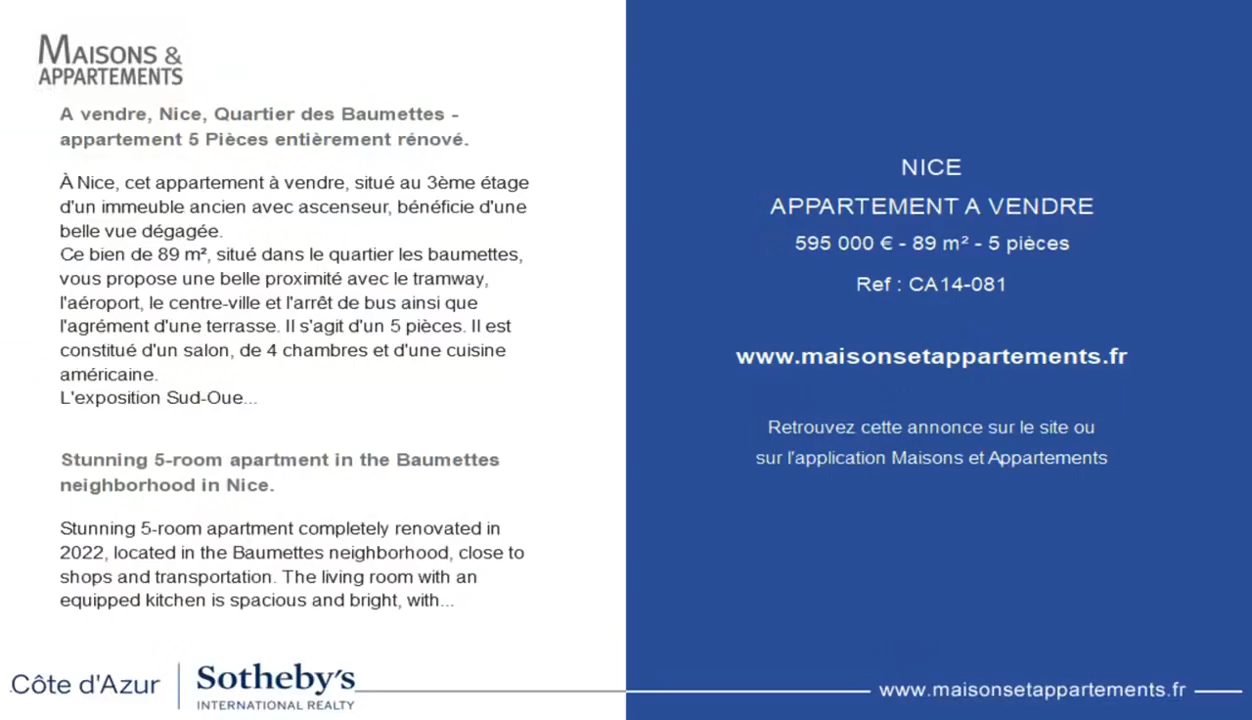 MAISONS &
APPARTEMENTS
A vendre, Nice, Quartier des Baumettes -
appartement 5 Pièces entièrement rénové.
À Nice, cet appartement à vendre, situé au 3ème étage
d'un immeuble ancien avec ascenseur, bénéficie d'une
belle vue dégagée.
Ce bien de 89 m², situé dans le quartier les baumettes,
vous propose une belle proximité avec le tramway,
l'aéroport, le centre-ville et l'arrêt de bus ainsi que
l'agrément d'une terrasse. Il s'agit d'un 5 pièces. Il est
constitué d'un salon, de 4 chambres et d'une cuisine
américaine.
L'exposition Sud-Oue...
Stunning 5-room apartment in the Baumettes
neighborhood in Nice.
Stunning 5-room apartment completely renovated in
2022, located in the Baumettes neighborhood, close to
shops and transportation. The living room with an
equipped kitchen is spacious and bright, with...
Côte d'Azur
Sotheby's
INTERNATIONAL REALTY
NICE
APPARTEMENT A VENDRE
595 000 € - 89 m² - 5 pièces
Ref : CA14-081
www.maisonsetappartements.fr
Retrouvez cette annonce sur le site ou
sur l'application Maisons et Appartements
www.maisonsetappartements.fr